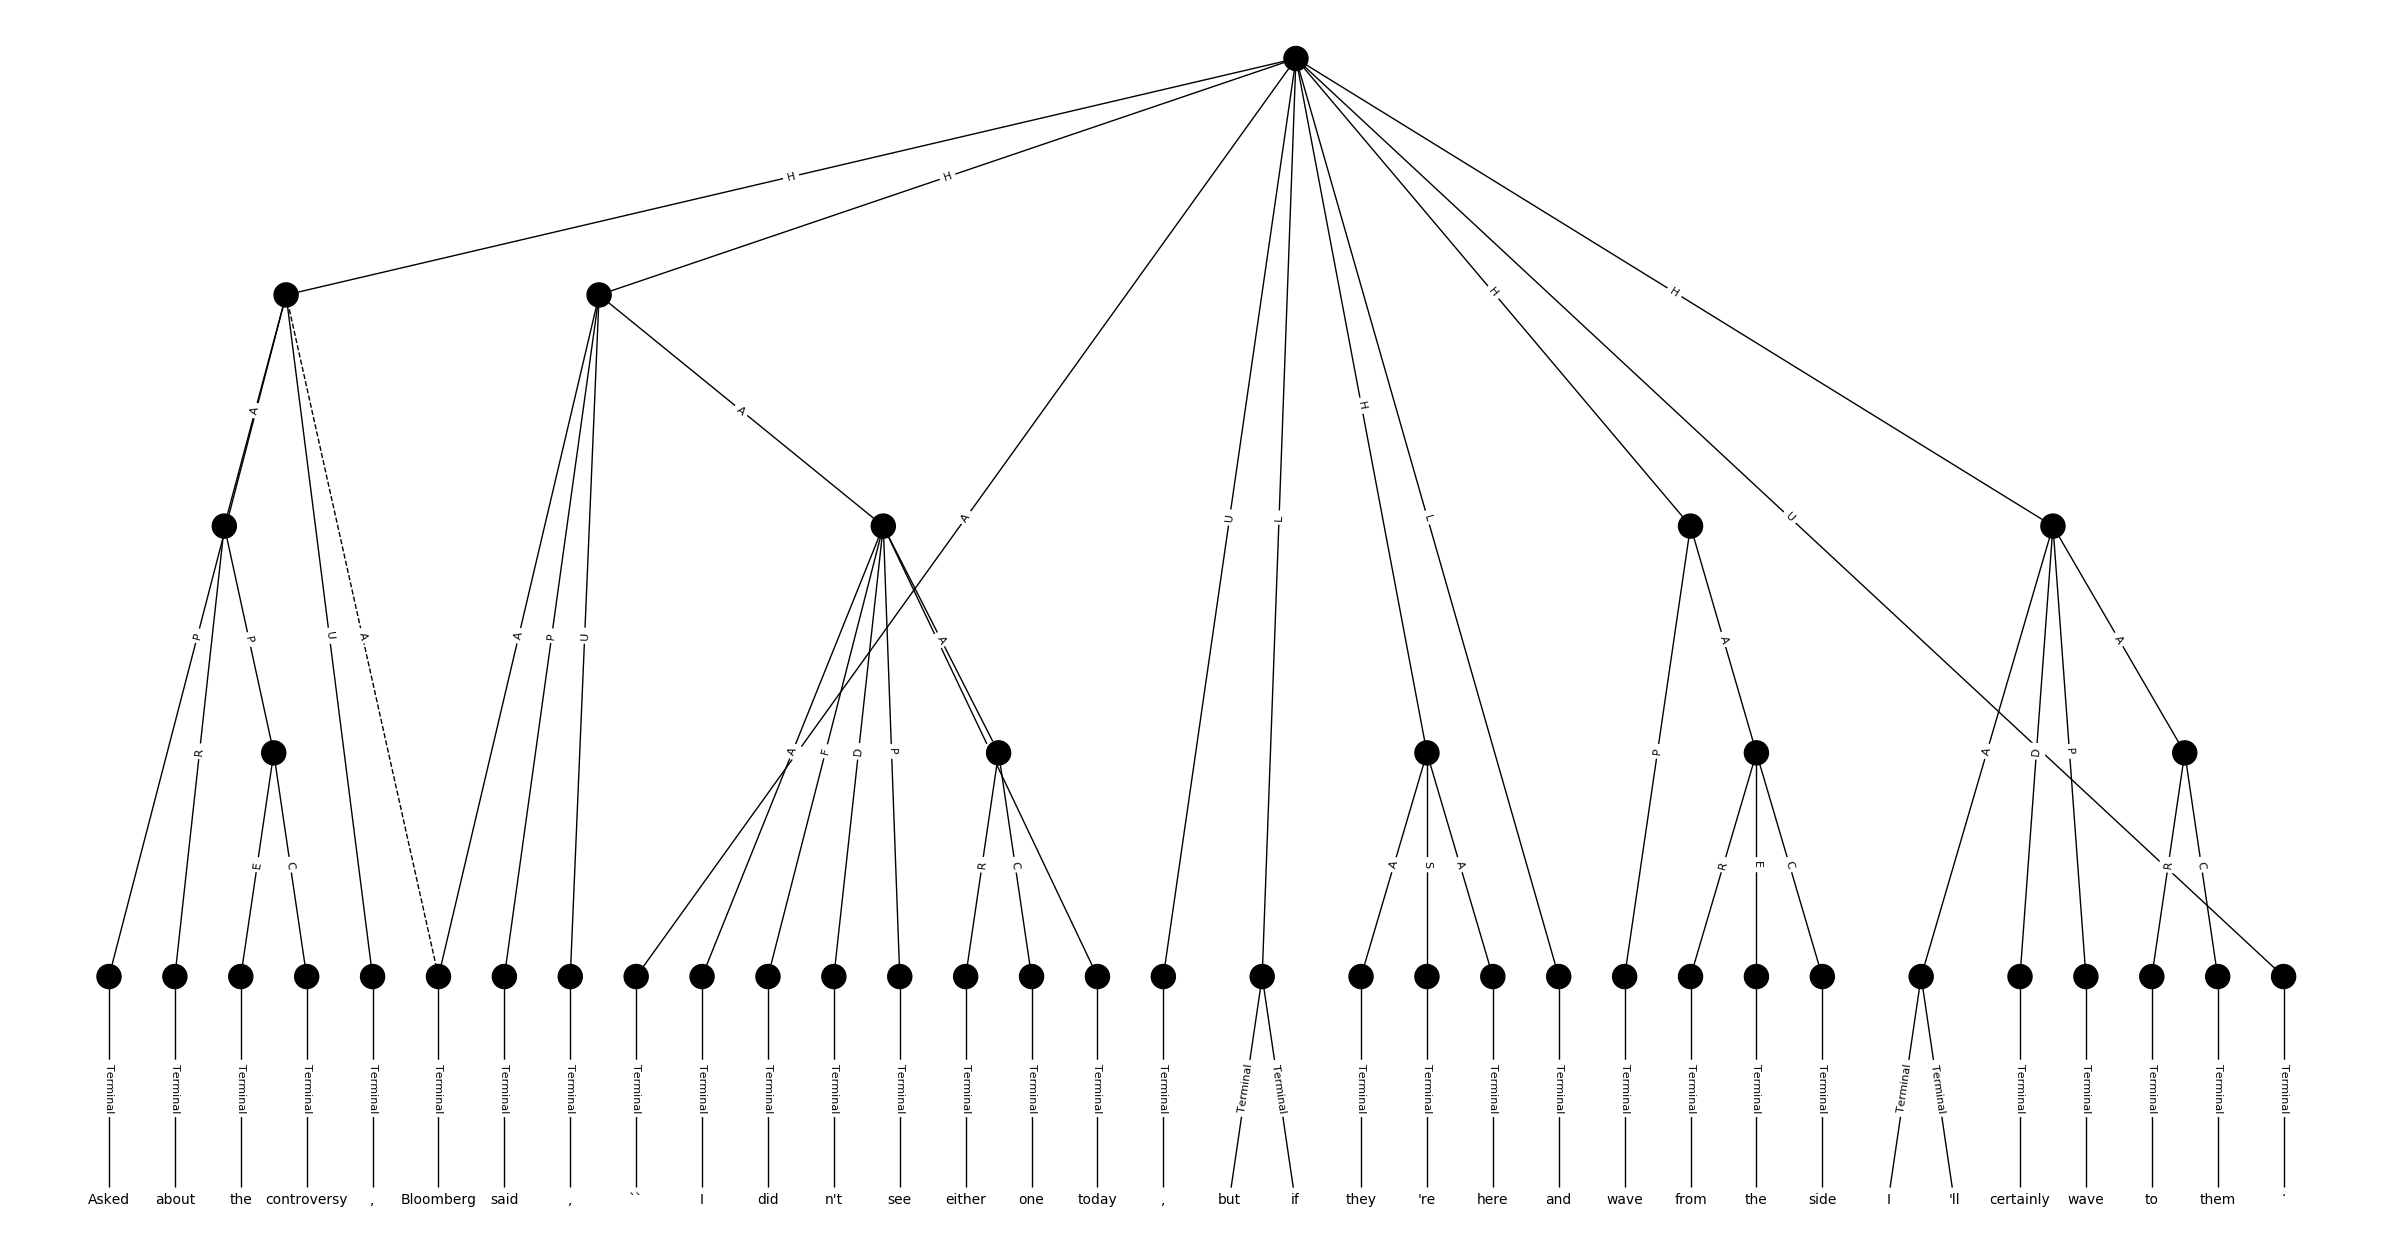 H H
H H
A A H
A U L L U
P P U A A P U A A A
R A F D P P A D P
E C R C A S A R E C R C
Terminal Terminal Terminal Terminal Terminal Terminal Terminal Terminal Terminal Terminal Terminal Terminal Terminal Terminal Terminal Terminal Terminal Terminal Terminal Terminal Terminal Terminal Terminal Terminal Terminal Terminal Terminal Terminal Terminal Terminal Terminal Terminal Terminal Terminal
Asked about the controversy , Bloomberg said , `` I did n't see either one today , but if they 're here and wave from the side I 'll certainly wave to them .